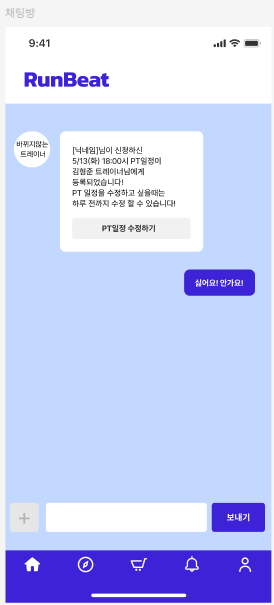 채팅방
9:41
RunBeat
바뀌지않는
트레이너
[닉네임]님이 신청하신
5/13(화) 18:00시 PT일정이
김형준 트레이너님에게
등록되었습니다!
PT 일정을 수정하고 싶을때는
하루 전까지 수정 할 수 있습니다!
PT일정 수정하기
싫어요! 안가요!
+
보내기